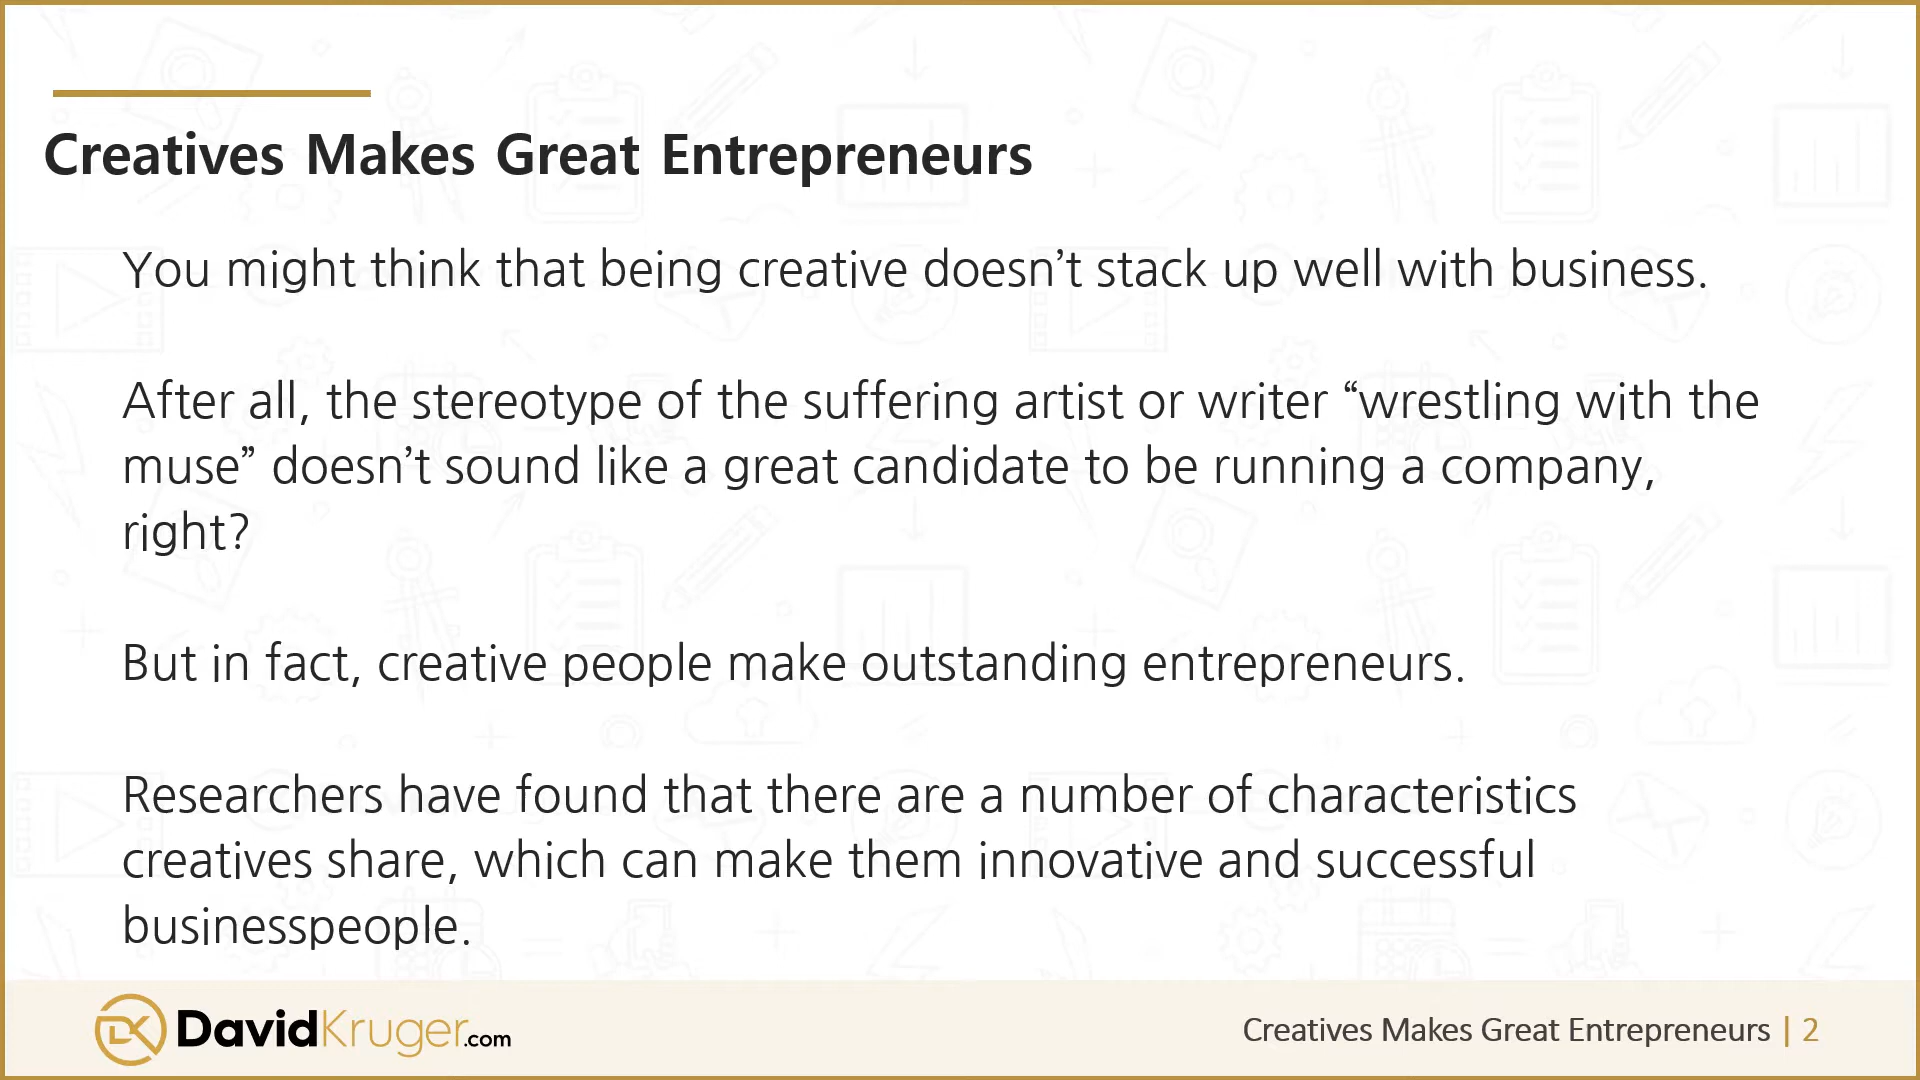 Creatives Makes Great Entrepreneurs
You might think that being creative doesn’t stack up well with business.
After all, the stereotype of the suffering artist or writer “wrestling with the
muse” doesn’t sound like a great candidate to be running a company,
right?
But in fact, creative people make outstanding entrepreneurs.
Researchers have found that there are a number of characteristics
creatives share, which can make them innovative and successful
businesspeople.
DK DavidKruger.com
Creatives Makes Great Entrepreneurs | 2